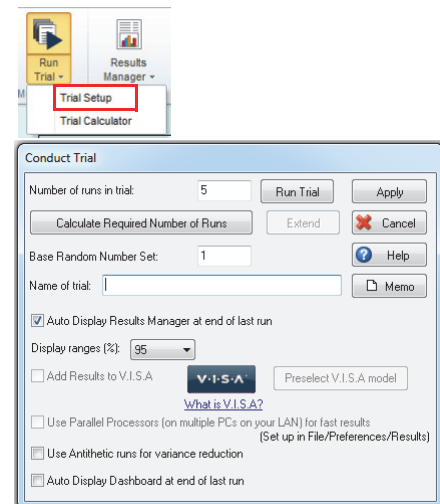 Run
Trial
Results
Manager
M
Trial Setup
Trial Calculator
Conduct Trial
Number of runs in trial: 5 Run Trial Apply
Calculate Required Number of Runs Extend Cancel
Base Random Number Set: 1 Help
Name of trial: Memo
Auto Display Results Manager at end of last run
Display ranges (%): 95
Add Results to V.I.S.A V·I·S·A Preselect V.I.S.A model
What is V.I.S.A?
Use Parallel Processors (on multiple PCs on your LAN) for fast results
(Set up in File/Preferences/Results)
Use Antithetic runs for variance reduction
Auto Display Dashboard at end of last run